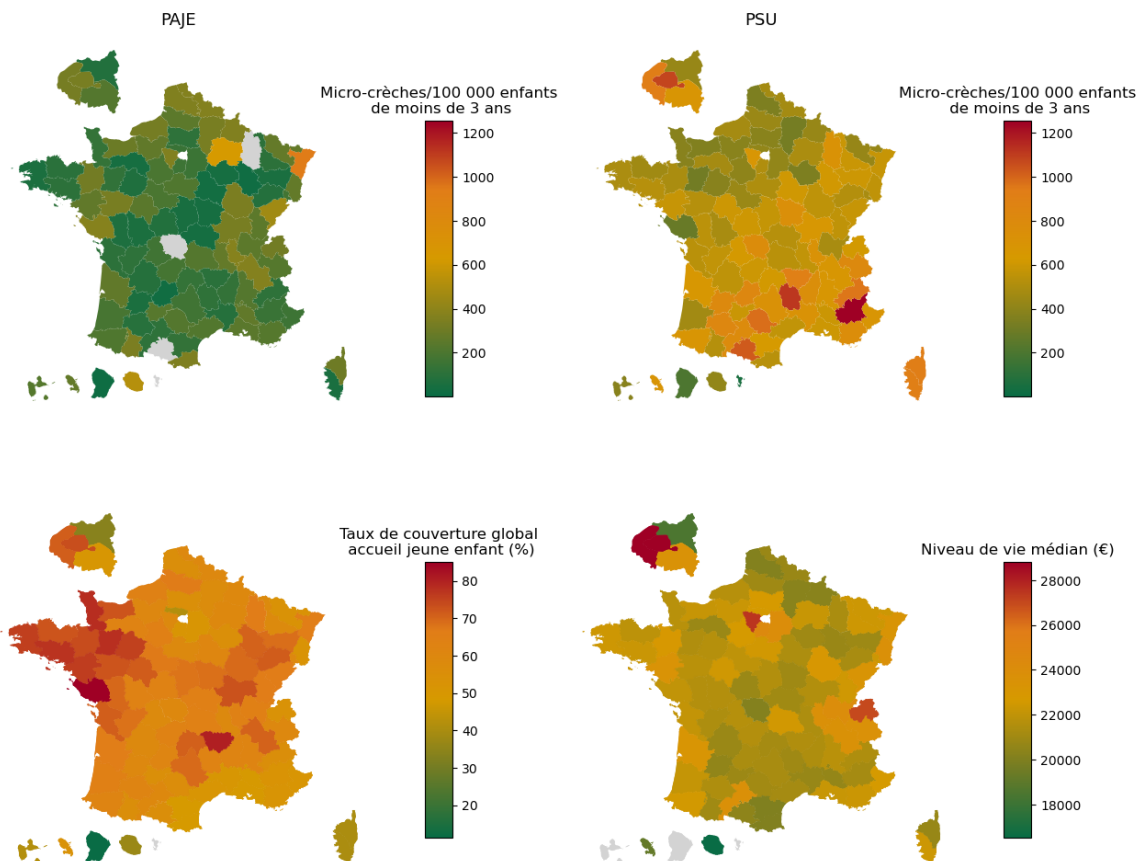 PAJE
PSU
Micro-crèches/100 000 enfants
de moins de 3 ans
1200
1000
800
600
400
200
Micro-crèches/100 000 enfants
de moins de 3 ans
1200
1000
800
600
400
200
Taux de couverture global
accueil jeune enfant (%)
80
70
60
50
40
30
20
Niveau de vie médian (€)
28000
26000
24000
22000
20000
18000